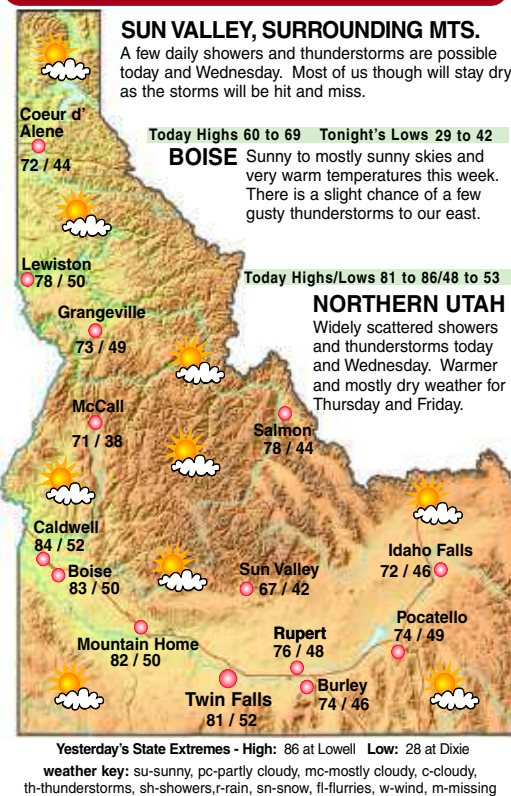 SUN VALLEY, SURROUNDING MTS.
A few daily showers and thunderstorms are possible
today and Wednesday. Most of us though will stay dry
as the storms will be hit and miss.
Today Highs 60 to 69 Tonight's Lows 29 to 42
BOISE
Sunny to mostly sunny skies and
very warm temperatures this week.
There is a slight chance of a few
gusty thunderstorms to our east.
Today Highs/Lows 81 to 86/48 to 53
NORTHERN UTAH
Widely scattered showers
and thunderstorms today
and Wednesday. Warmer
and mostly dry weather for
Thursday and Friday.
Coeur d'
Alene
72 / 44
Lewiston
78 / 50
Grangeville
73 / 49
McCall
71 / 38
Salmon
78 / 44
Caldwell
84 / 52
Boise
83 / 50
Sun Valley
67 / 42
Idaho Falls
72 / 46
Mountain Home
82 / 50
Rupert
76 / 48
Pocatello
74 / 49
Twin Falls
81 / 52
Burley
74 / 46
Yesterday's State Extremes - High: 86 at Lowell Low: 28 at Dixie
weather key: su-sunny, pc-partly cloudy, mc-mostly cloudy, c-cloudy,
th-thunderstorms, sh-showers,r-rain, sn-snow, fl-flurries, w-wind, m-missing